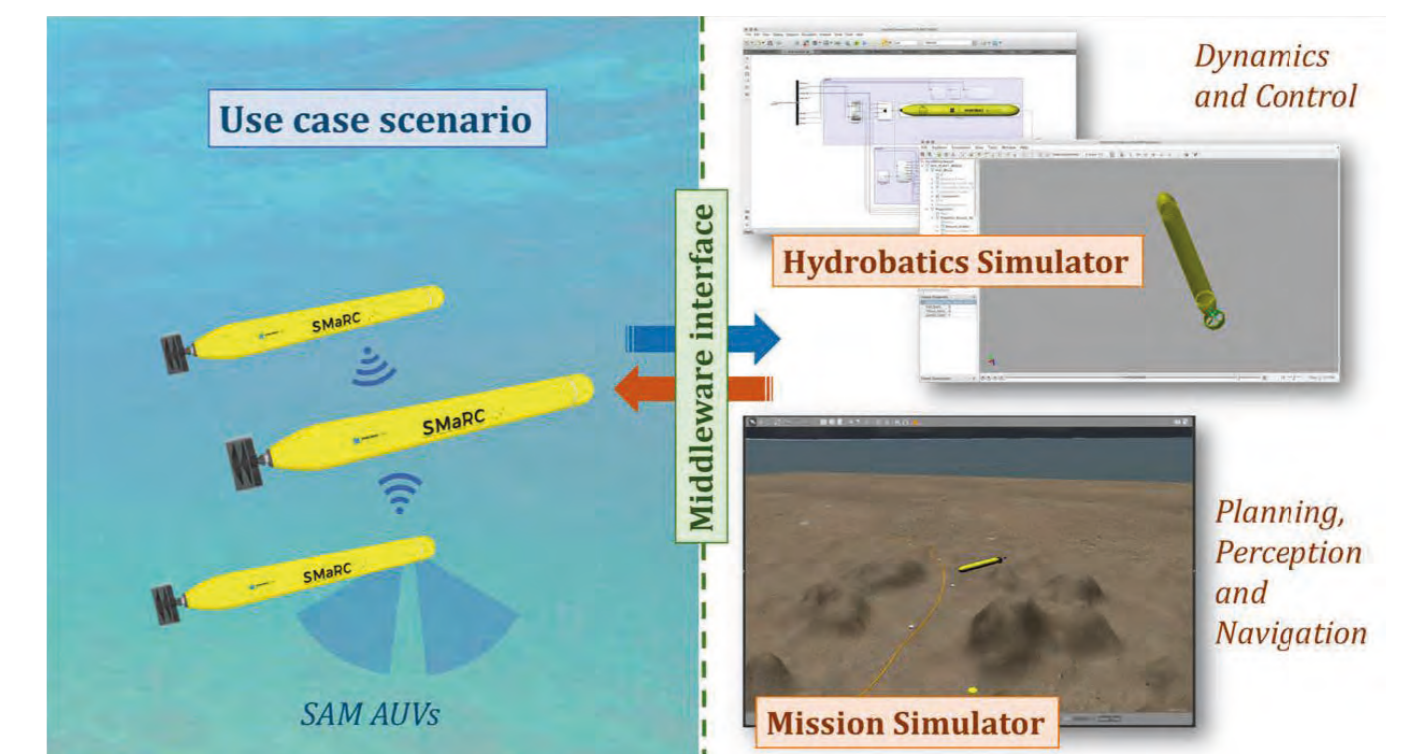 Use case scenario
SMaRC
SMaRC
SMaRC
SAM AUVs
Middleware interface
Dynamics
and Control
Hydrobatics Simulator
Planning,
Perception
and
Navigation
Mission Simulator